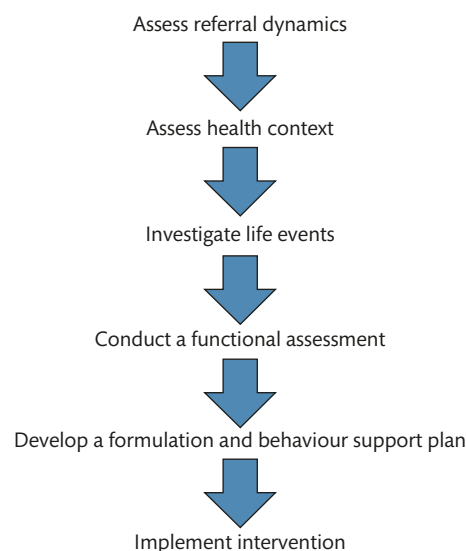 Assess referral dynamics
Assess health context
Investigate life events
Conduct a functional assessment
Develop a formulation and behaviour support plan
Implement intervention